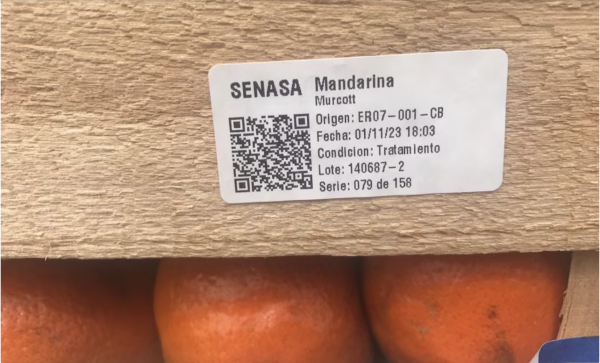 SENASA Mandarina
Murcott
Origen: ER07-001-CB
Fecha: 01/11/23 18:03
Condicion: Tratamiento
Lote: 140687-2
Serie: 079 de 158